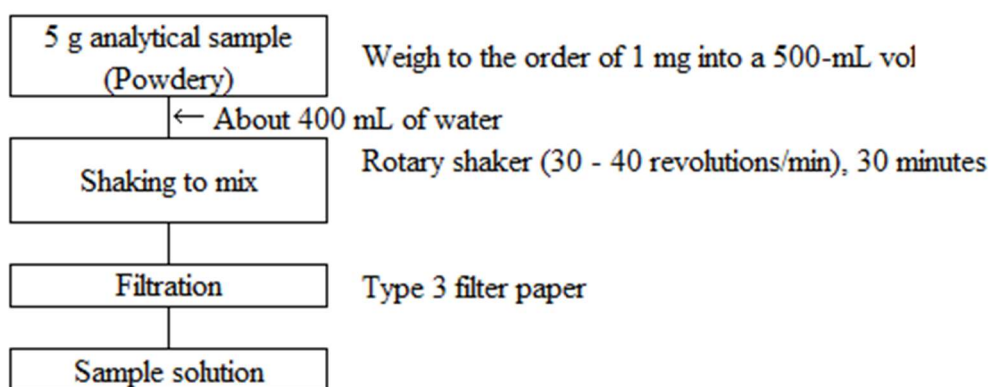 5 g analytical sample
(Powdery)
Weigh to the order of 1 mg into a 500-mL vol
← About 400 mL of water
Shaking to mix
Rotary shaker (30 - 40 revolutions/min), 30 minutes
Filtration
Type 3 filter paper
Sample solution